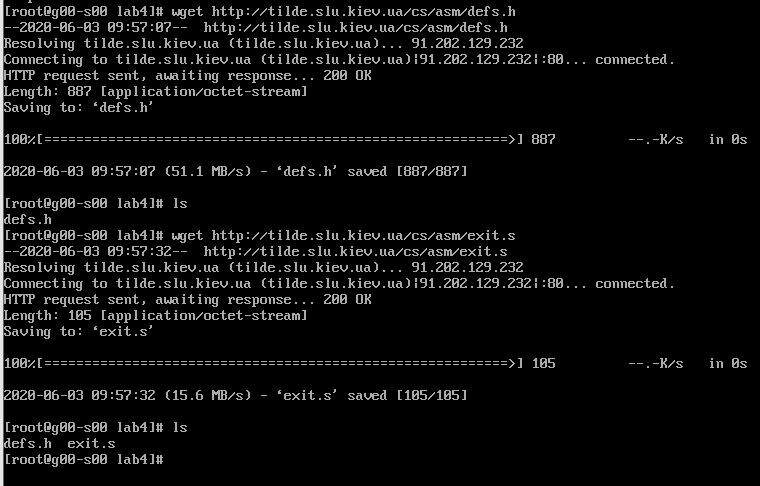 [root@g00-s00 lab4]# wget http://tilde.slu.kiev.ua/cs/asm/defs.h
--2020-06-03 09:57:07--  http://tilde.slu.kiev.ua/cs/asm/defs.h
Resolving tilde.slu.kiev.ua (tilde.slu.kiev.ua)... 91.202.129.232
Connecting to tilde.slu.kiev.ua (tilde.slu.kiev.ua)|91.202.129.232|:80... connected.
HTTP request sent, awaiting response... 200 OK
Length: 887 [application/octet-stream]
Saving to: ‘defs.h’
100%[==========================================================>] 887         --.-K/s   in 0s
2020-06-03 09:57:07 (51.1 MB/s) - ‘defs.h’ saved [887/887]
[root@g00-s00 lab4]# ls
defs.h
[root@g00-s00 lab4]# wget http://tilde.slu.kiev.ua/cs/asm/exit.s
--2020-06-03 09:57:32--  http://tilde.slu.kiev.ua/cs/asm/exit.s
Resolving tilde.slu.kiev.ua (tilde.slu.kiev.ua)... 91.202.129.232
Connecting to tilde.slu.kiev.ua (tilde.slu.kiev.ua)|91.202.129.232|:80... connected.
HTTP request sent, awaiting response... 200 OK
Length: 105 [application/octet-stream]
Saving to: ‘exit.s’
100%[==========================================================>] 105         --.-K/s   in 0s
2020-06-03 09:57:32 (15.6 MB/s) - ‘exit.s’ saved [105/105]
[root@g00-s00 lab4]# ls
defs.h  exit.s
[root@g00-s00 lab4]#